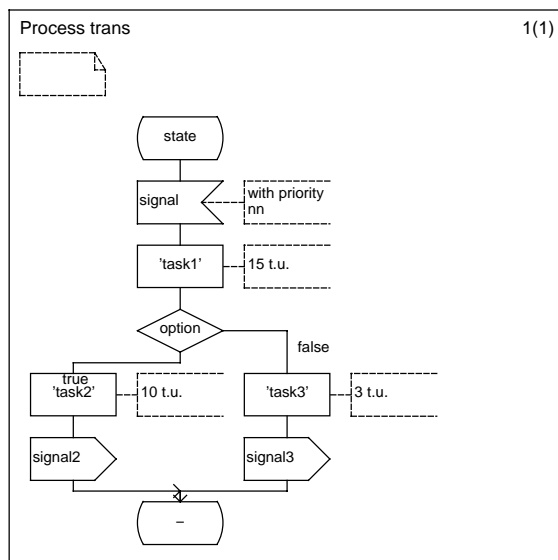 Process trans 1(1)
state
signal
with priority
nn
'task1'
15 t.u.
option
false
true
'task2'
10 t.u.
'task3'
3 t.u.
signal2
signal3
–